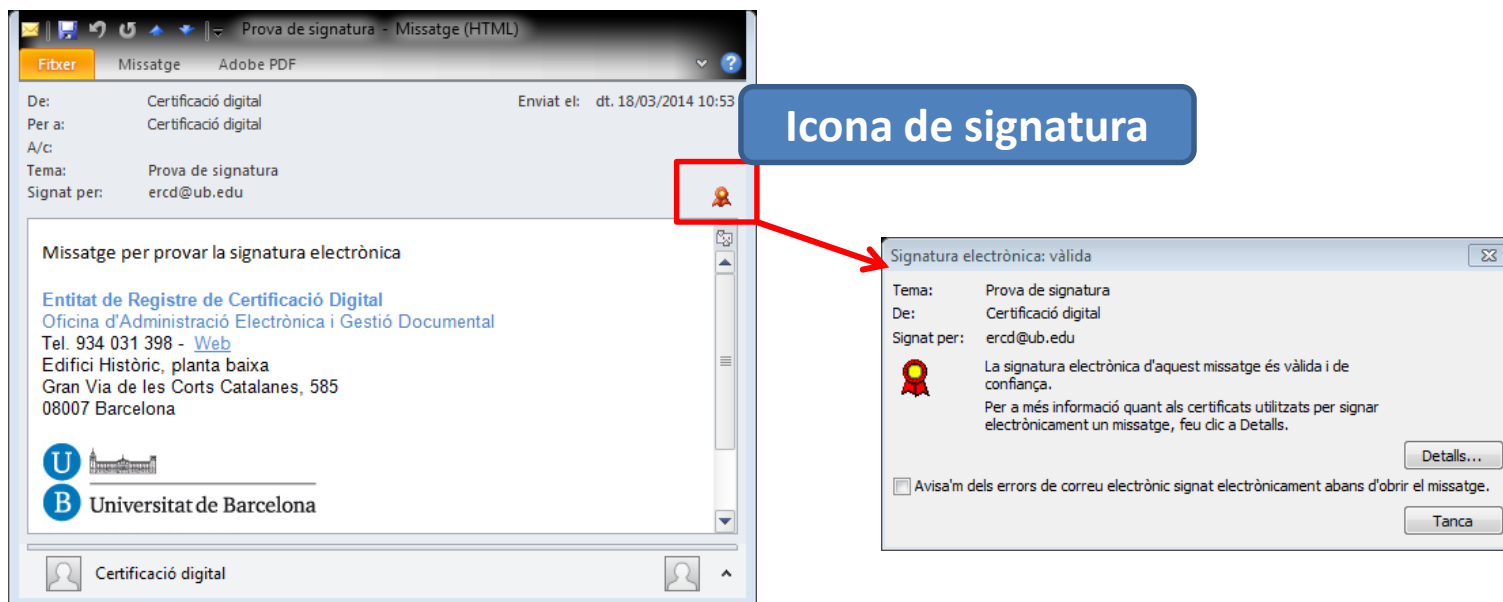 Prova de signatura - Missatge (HTML)
Fitxer Missatge Adobe PDF
De: Certificació digital Enviat el: dt. 18/03/2014 10:53
Per a: Certificació digital
A/c:
Tema: Prova de signatura
Signat per: ercd@ub.edu
Missatge per provar la signatura electrònica
Entitat de Registre de Certificació Digital
Oficina d'Administració Electrònica i Gestió Documental
Tel. 934 031 398 - Web
Edifici Històric, planta baixa
Gran Via de les Corts Catalanes, 585
08007 Barcelona
U
B Universitat de Barcelona
Certificació digital
Icona de signatura
Signatura electrònica: vàlida
Tema: Prova de signatura
De: Certificació digital
Signat per: ercd@ub.edu
La signatura electrònica d'aquest missatge és vàlida i de
confiança.
Per a més informació quant als certificats utilitzats per signar
electrònicament un missatge, feu clic a Detalls.
Detalls...
Avisa'm dels errors de correu electrònic signat electrònicament abans d'obrir el missatge.
Tanca